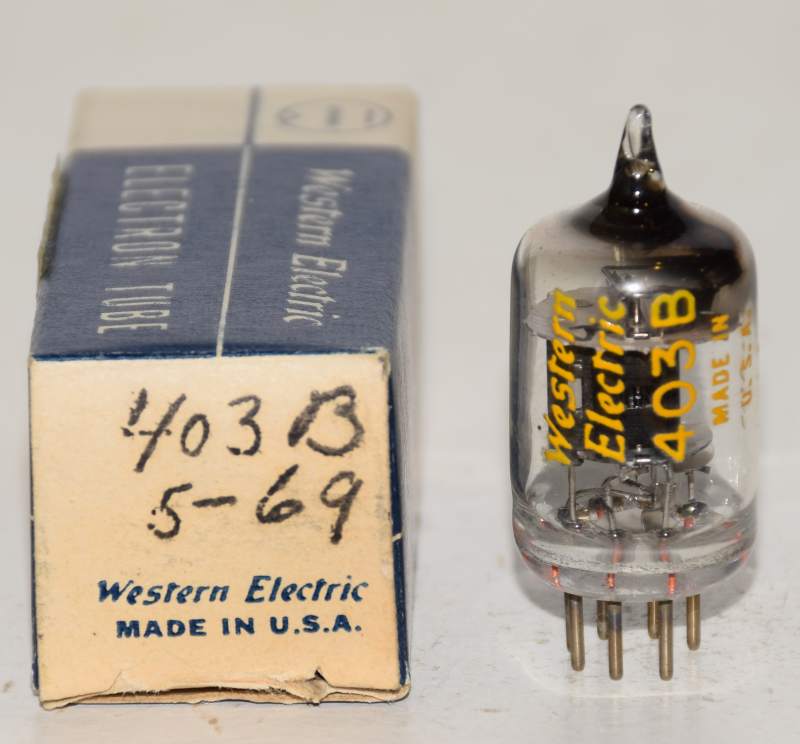 Western Electric
ELECTRON TUBE
403B
5-69
Western Electric
MADE IN U.S.A.
Western
Electric
403B
MADE IN
U.S.A.